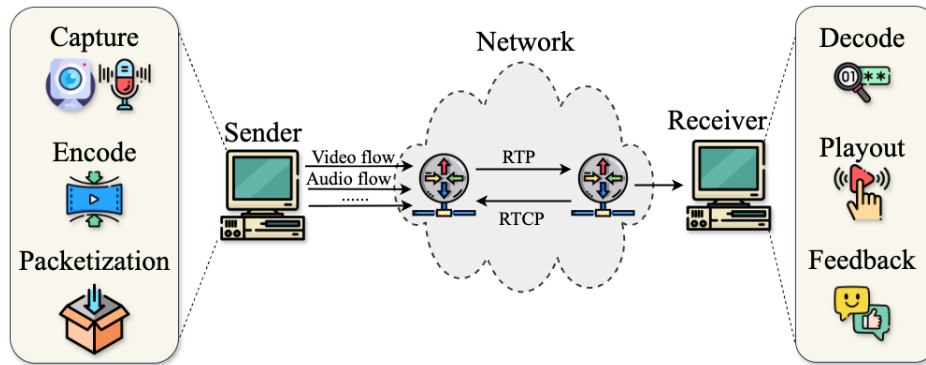 Capture
Encode
Packetization
Sender
Video flow
Audio flow
......
Network
RTP
RTCP
Receiver
Decode
01 **
Playout
Feedback